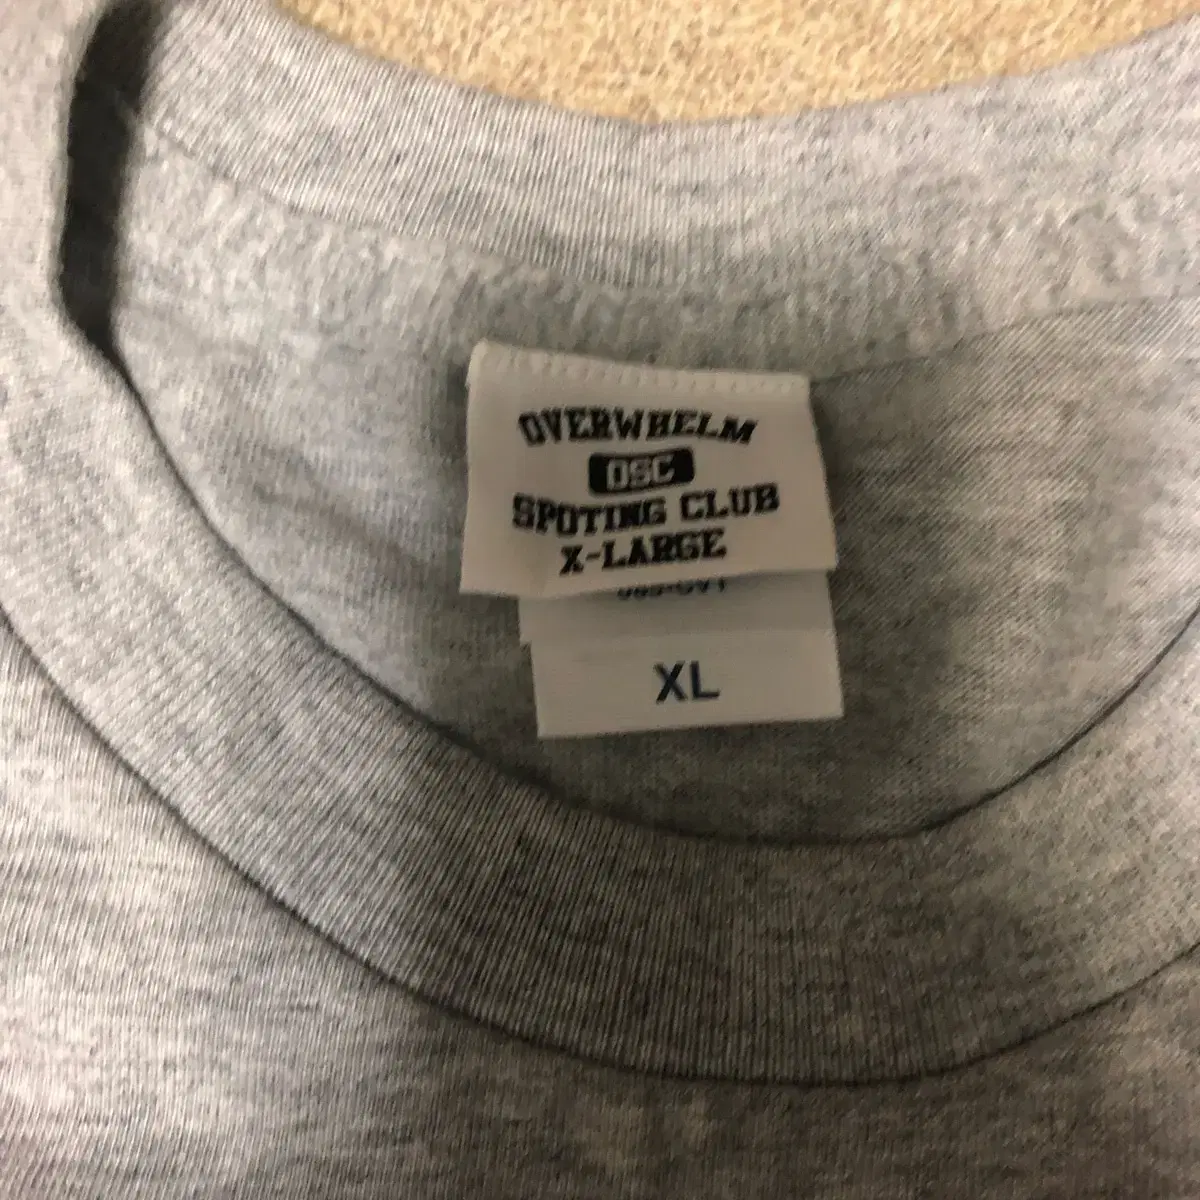 OVERWHELM
OSC
SPOTING CLUB
X-LARGE
XL